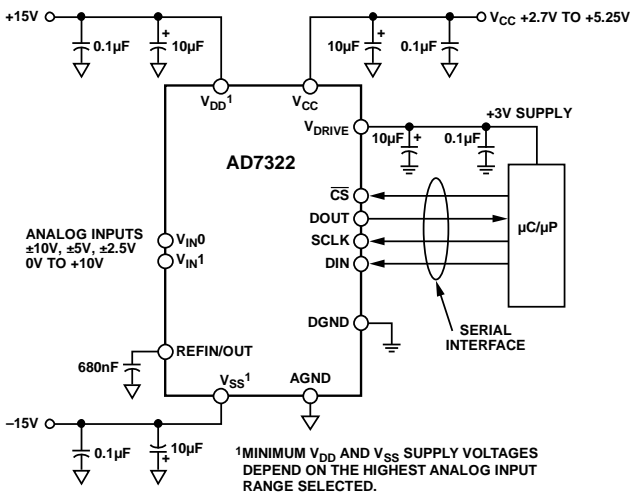 +15V
VCC +2.7V TO +5.25V
0.1µF
10µF
+
10µF
+
0.1µF
VDD1
VCC
+3V SUPPLY
VDRIVE
10µF
+
0.1µF
AD7322
CS
DOUT
SCLK
DIN
µC/µP
ANALOG INPUTS
±10V, ±5V, ±2.5V
0V TO +10V
VIN0
VIN1
DGND
SERIAL
INTERFACE
REFIN/OUT
680nF
VSS1
AGND
–15V
0.1µF
10µF
+
1MINIMUM VDD AND VSS SUPPLY VOLTAGES
DEPEND ON THE HIGHEST ANALOG INPUT
RANGE SELECTED.